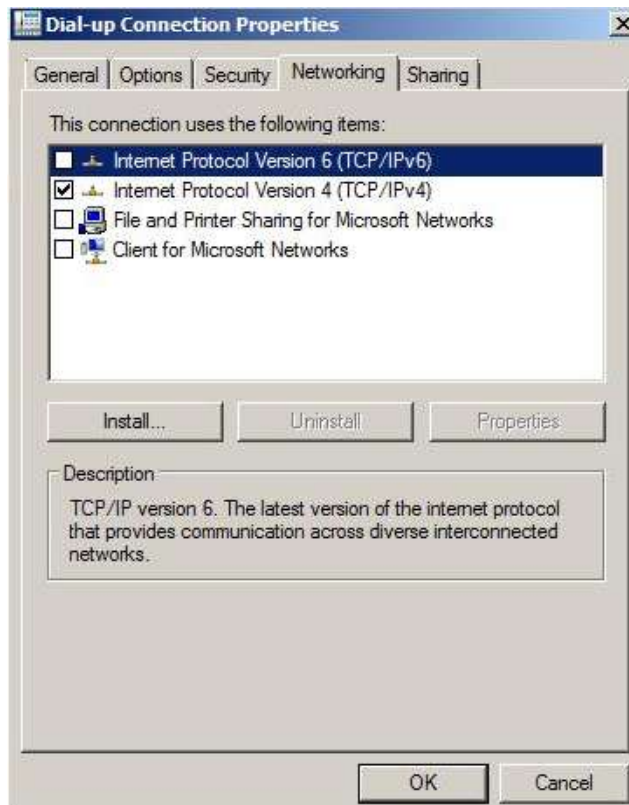 Dial-up Connection Properties
General Options Security Networking Sharing
This connection uses the following items:
Internet Protocol Version 6 (TCP/IPv6)
Internet Protocol Version 4 (TCP/IPv4)
File and Printer Sharing for Microsoft Networks
Client for Microsoft Networks
Install... Uninstall Properties
Description
TCP/IP version 6. The latest version of the internet protocol
that provides communication across diverse interconnected
networks.
OK Cancel